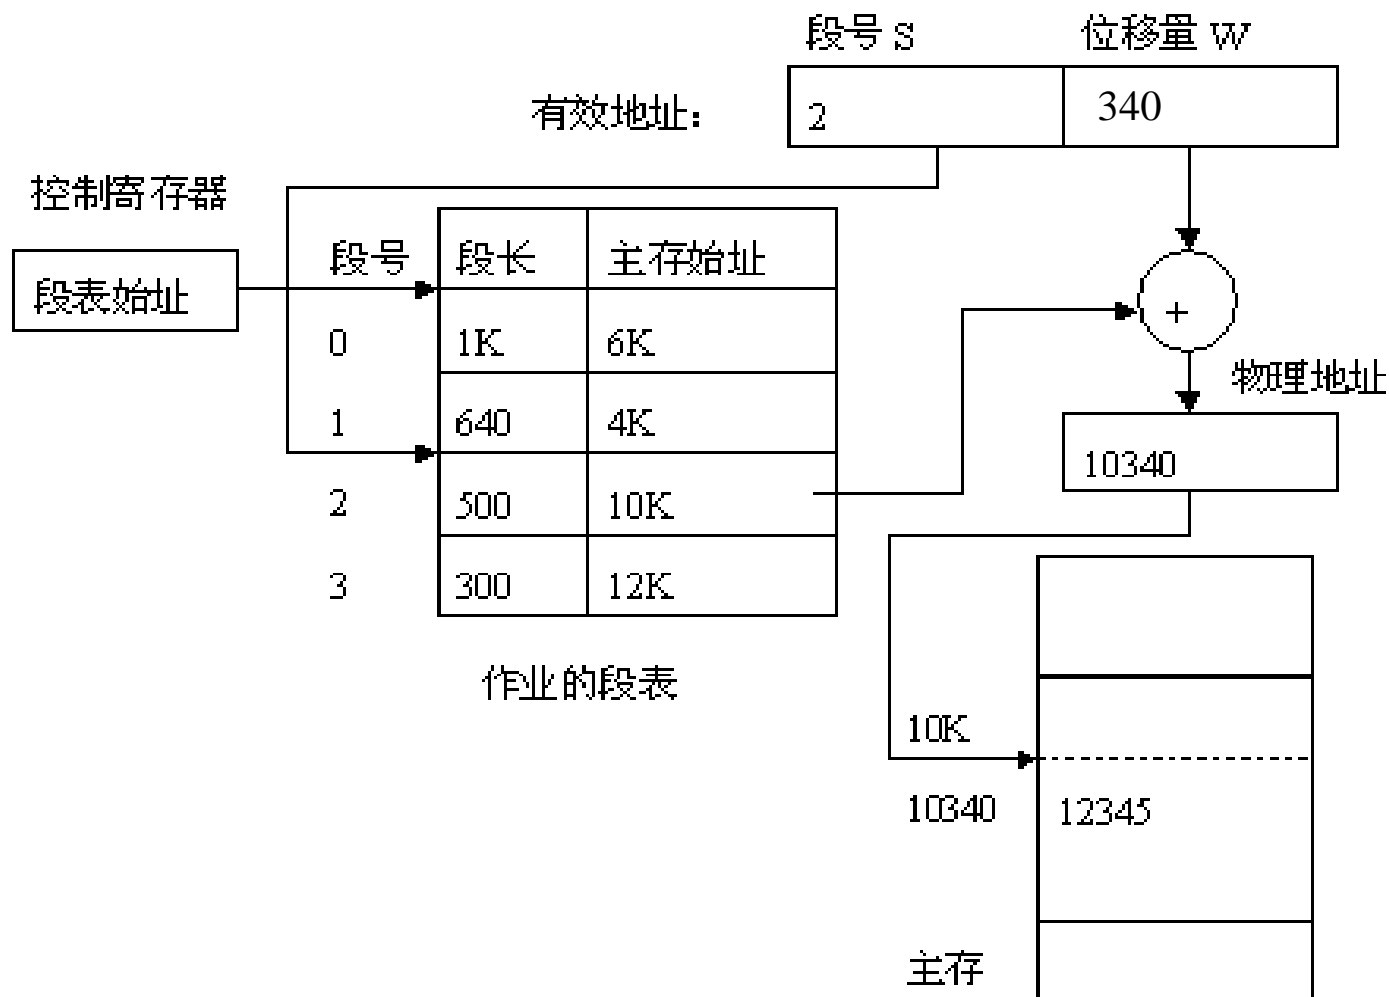 段号 S 位移量 W
有效地址： 2 340
控制寄存器
段表始址
段号 段长 主存始址
0 1K 6K
1 640 4K
2 500 10K
3 300 12K
作业的段表
+
物理地址
10340
10K
10340 12345
主存